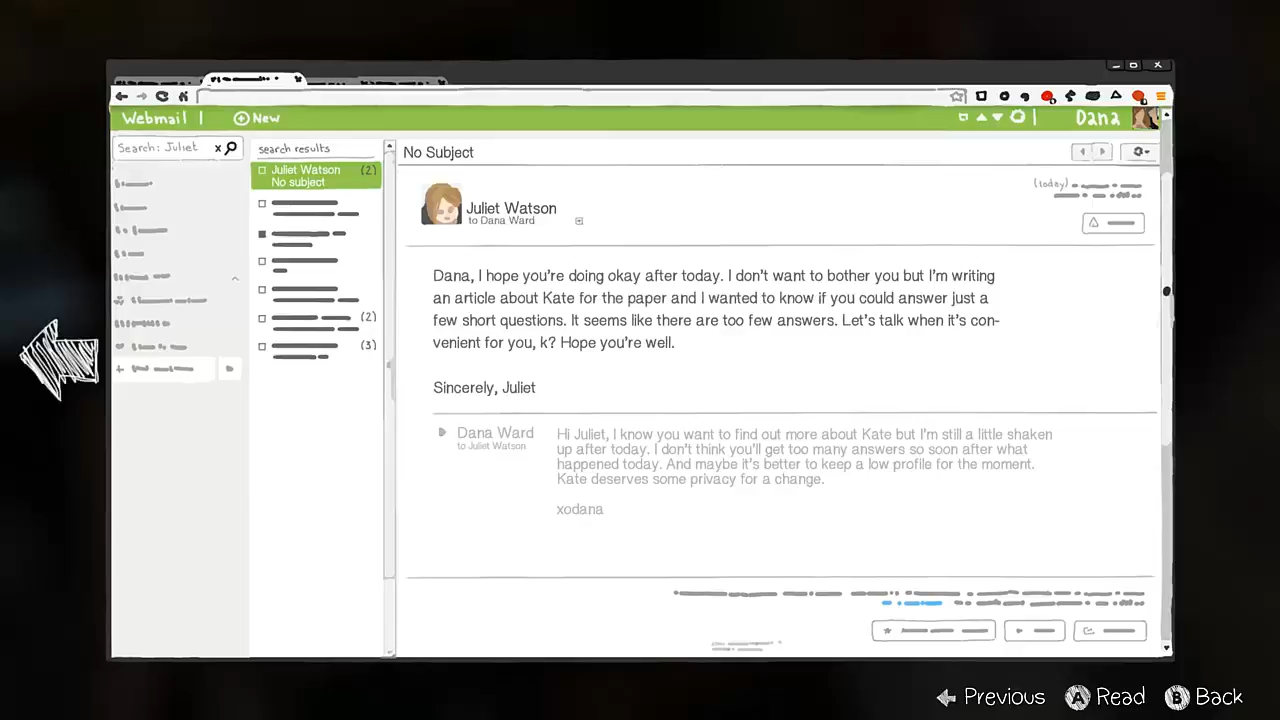 Webmail |
New
Dana
Search: Juliet x
search results
Juliet Watson (2)
No subject
(2)
(3)
No Subject
(today)
Juliet Watson
to Dana Ward
Dana, I hope you're doing okay after today. I don't want to bother you but I'm writing
an article about Kate for the paper and I wanted to know if you could answer just a
few short questions. It seems like there are too few answers. Let's talk when it's con-
venient for you, k? Hope you're well.
Sincerely, Juliet
Dana Ward
to Juliet Watson
Hi Juliet, I know you want to find out more about Kate but I'm still a little shaken
up after today. I don't think you'll get too many answers so soon after what
happened today. And maybe it's better to keep a low profile for the moment.
Kate deserves some privacy for a change.
xodana
Previous A Read B Back